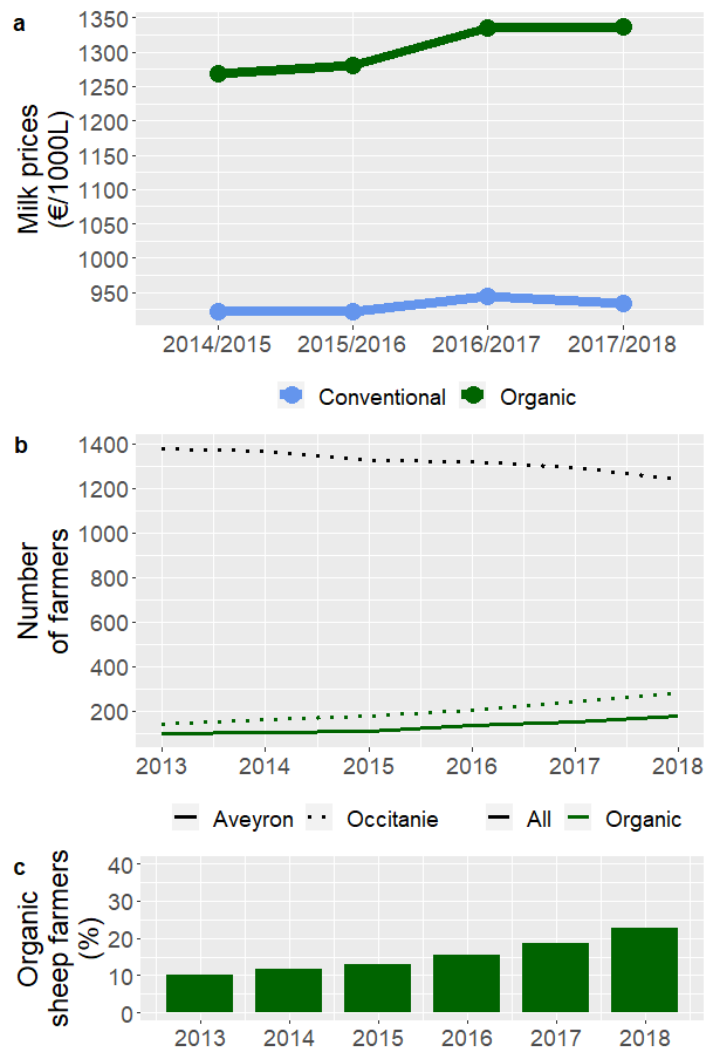 a
Milk prices
(€/1000L)
1350
1300
1250
1200
1150
1100
1050
1000
950
2014/2015 2015/2016 2016/2017 2017/2018
Conventional Organic
b
Number
of farmers
1400
1200
1000
800
600
400
200
2013 2014 2015 2016 2017 2018
Aveyron Occitanie All Organic
c
Organic
sheep farmers
(%)
40
30
20
10
0
2013 2014 2015 2016 2017 2018